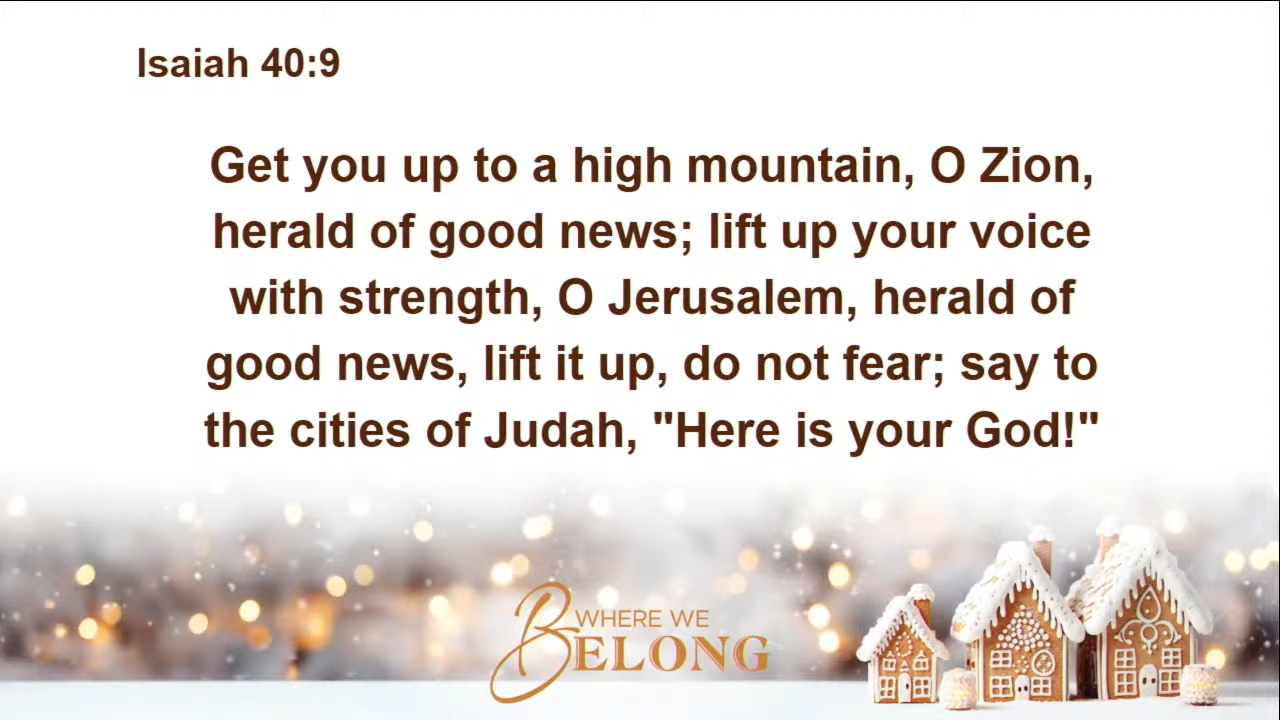 Isaiah 40:9
Get you up to a high mountain, O Zion,
herald of good news; lift up your voice
with strength, O Jerusalem, herald of
good news, lift it up, do not fear; say to
the cities of Judah, "Here is your God!"
WHERE WE
BELONG